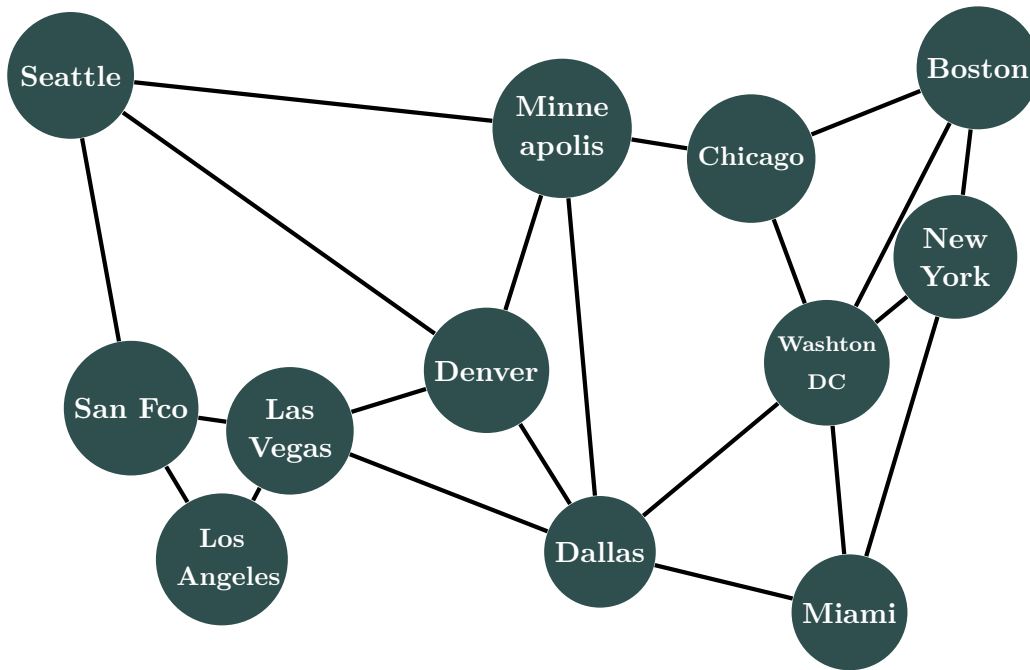 Seattle
Minne
apolis
Chicago
Boston
New
York
Washton
DC
Denver
San Fco
Las
Vegas
Los
Angeles
Dallas
Miami